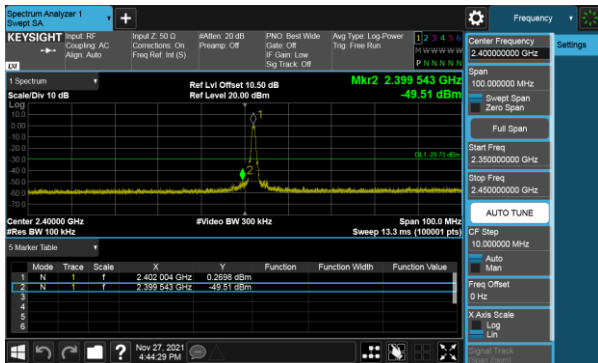 Spectrum Analyzer 1
Swept SA
+
Frequency
KEYSIGHT
Input: RF
Coupling: AC
Align: Auto
Input Z: 50 Ω
Corrections: On
Freq Ref: Int (S)
#Atten: 20 dB
Preamp: Off
PNO: Best Wide
Gate: Off
IF Gain: Low
Sig Track: Off
Avg Type: Log-Power
Trig: Free Run
1 2 3 4 5 6
M W W W W W
P N N N N N
LXI
Center Frequency
2.400000000 GHz
Settings
Span
100.000000 MHz
Swept Span
Zero Span
Full Span
Start Freq
2.350000000 GHz
Stop Freq
2.450000000 GHz
AUTO TUNE
CF Step
10.000000 MHz
Auto
Man
Freq Offset
0 Hz
X Axis Scale
Log
Lin
Signal Track
(Span Zoom)
1 Spectrum
Scale/Div 10 dB
Ref Lvl Offset 10.50 dB
Ref Level 20.00 dBm
Mkr2 2.399 543 GHz
-49.51 dBm
Log
10.0
0.00
-10.0
-20.0
-30.0
-40.0
-50.0
-60.0
-70.0
1
2
DL1 -29.73 dBm
Center 2.40000 GHz
#Res BW 100 kHz
#Video BW 300 kHz
Span 100.0 MHz
Sweep 13.3 ms (100001 pts)
5 Marker Table
Mode Trace Scale X Y Function Function Width Function Value
1 N 1 f 2.402 004 GHz 0.2698 dBm
2 N 1 f 2.399 543 GHz -49.51 dBm
3
4
5
6
?
Nov 27, 2021
4:44:29 PM